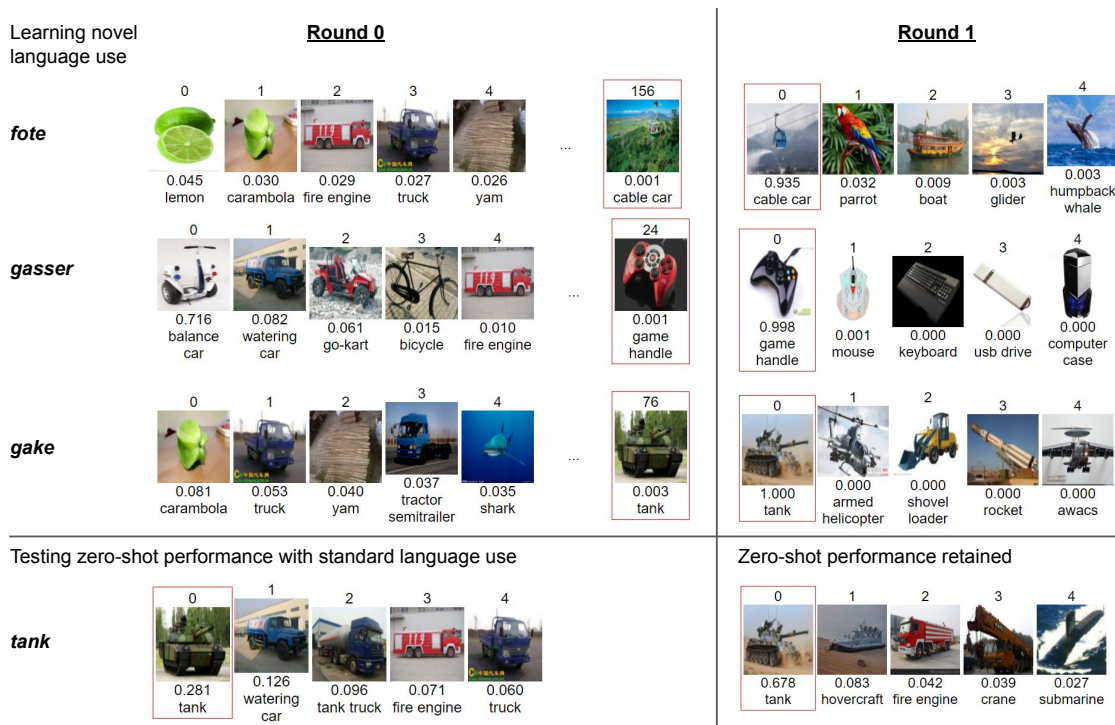 Learning novel
language use
Round 0
Round 1
fote
0
1
2
3
4
...
156
0.045
0.030
0.029
0.027
0.026
0.001
lemon
carambola
fire engine
truck
yam
cable car
0
1
2
3
4
0.935
0.032
0.009
0.003
0.003
cable car
parrot
boat
glider
humpback
whale
gasser
0
1
2
3
4
...
24
0.716
0.082
0.061
0.015
0.010
0.001
balance
car
watering
car
go-kart
bicycle
fire engine
game
handle
0
1
2
3
4
0.998
0.001
0.000
0.000
0.000
game
handle
mouse
keyboard
usb drive
computer
case
gake
0
1
2
3
4
...
76
0.081
0.053
0.040
0.037
0.035
0.003
carambola
truck
yam
tractor
semitrailer
shark
tank
0
1
2
3
4
1.000
0.000
0.000
0.000
0.000
tank
armed
helicopter
shovel
loader
rocket
awacs
Testing zero-shot performance with standard language use
Zero-shot performance retained
tank
0
1
2
3
4
0.281
0.126
0.096
0.071
0.060
tank
watering
car
tank truck
fire engine
truck
0
1
2
3
4
0.678
0.083
0.042
0.039
0.027
tank
hovercraft
fire engine
crane
submarine